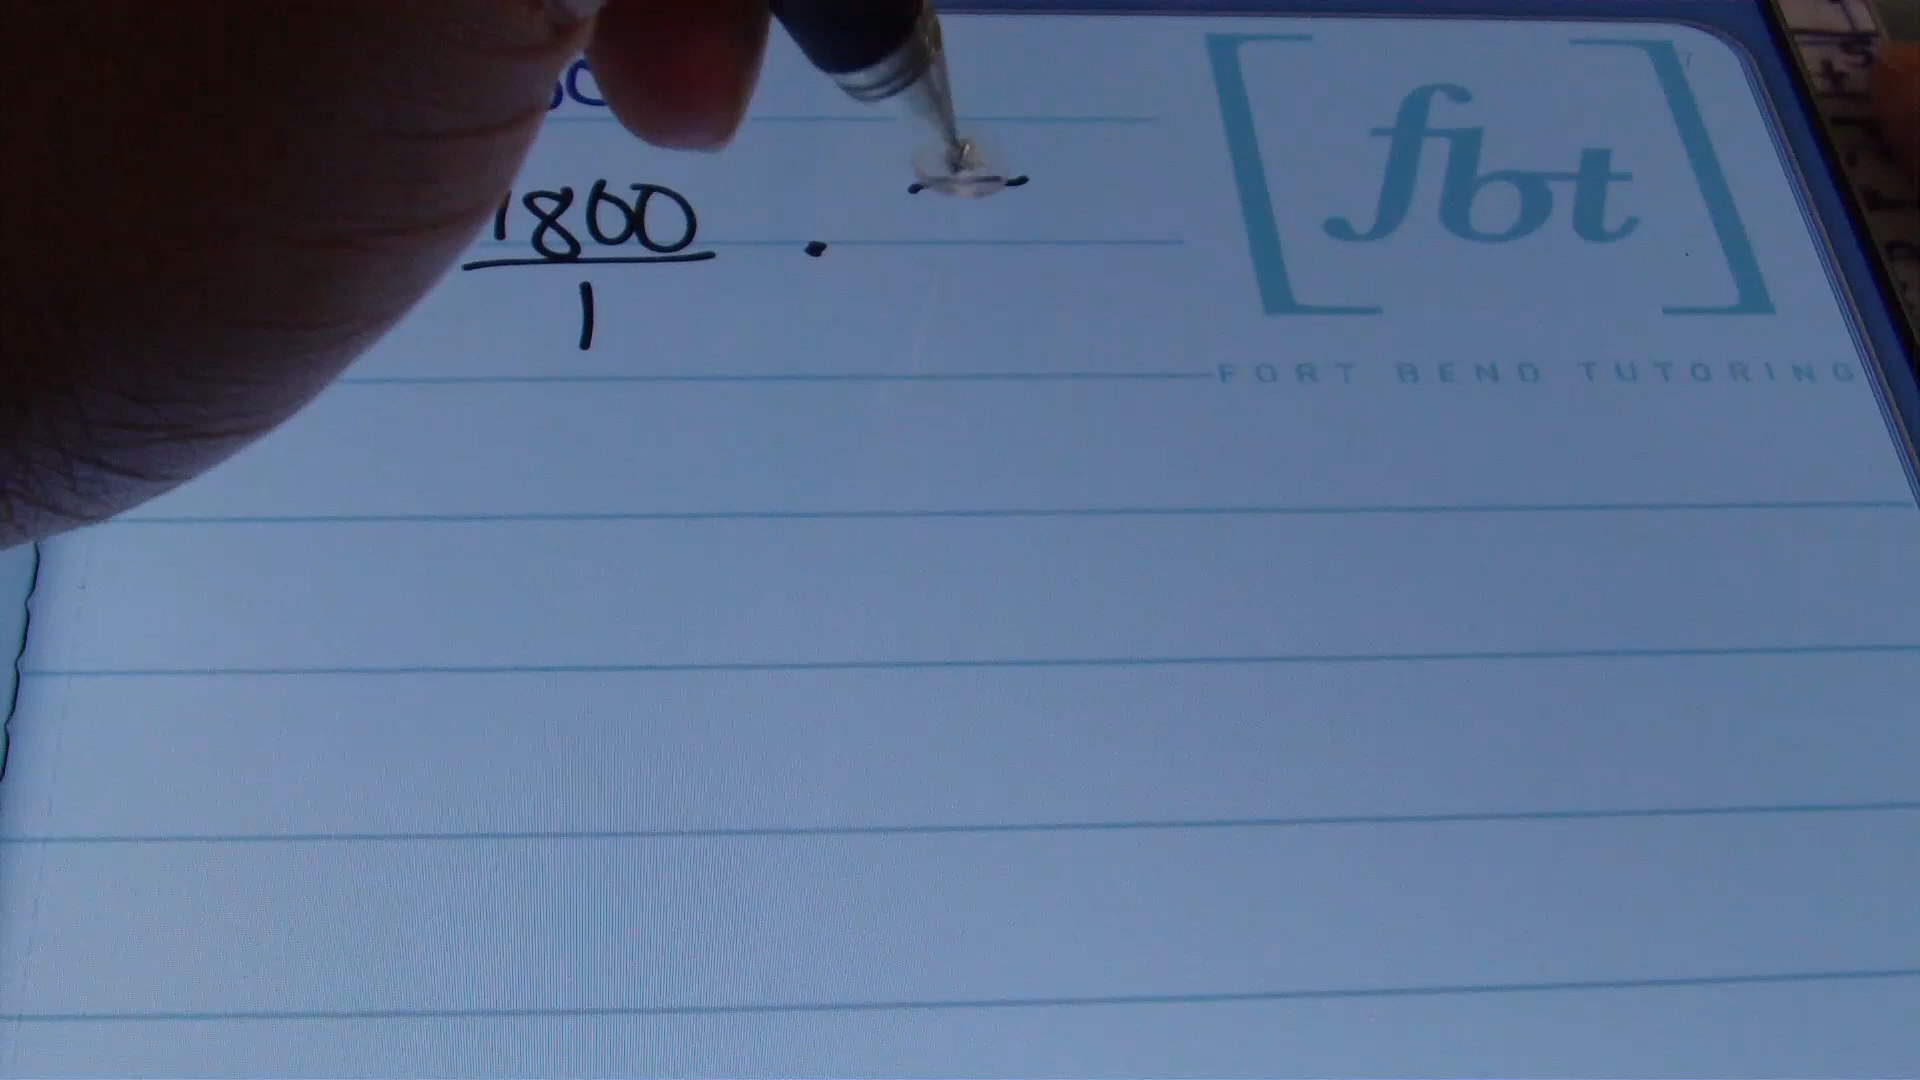 1800 .
1
fbt
FORT BEND TUTORING